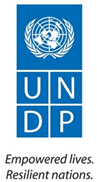 U N
D P
Empowered lives.
Resilient nations.